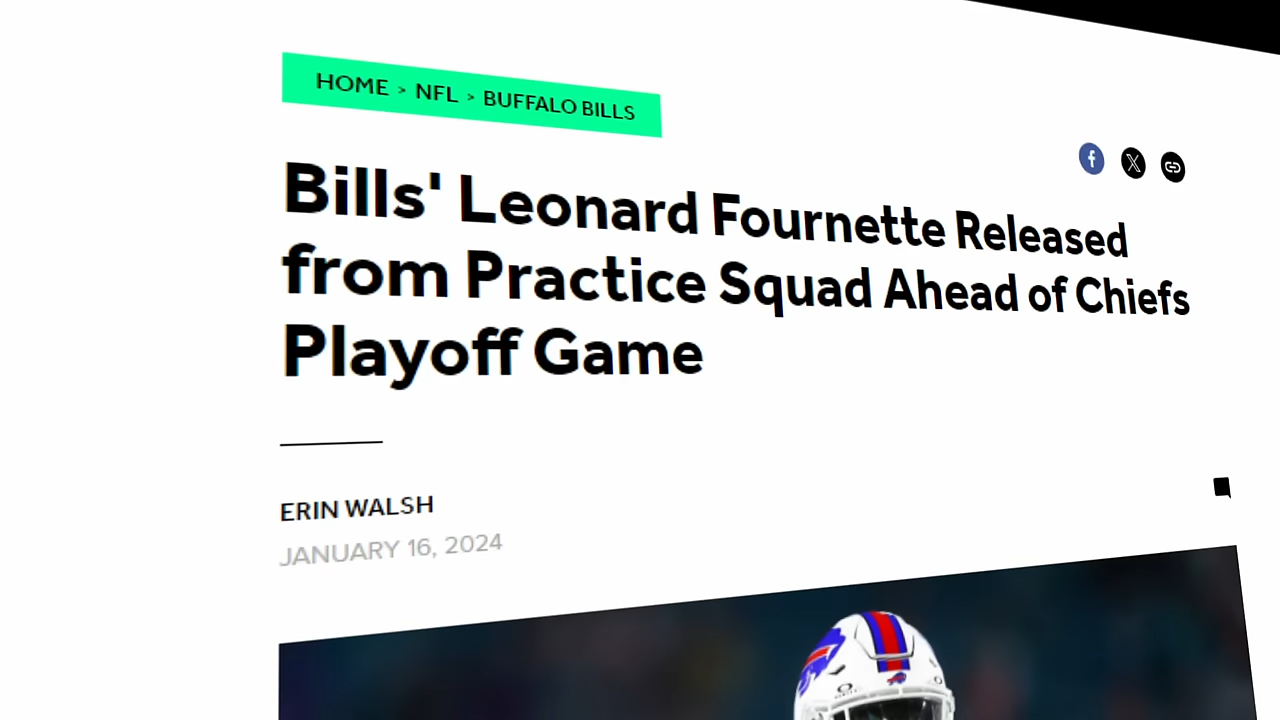 HOME > NFL > BUFFALO BILLS
Bills' Leonard Fournette Released
from Practice Squad Ahead of Chiefs
Playoff Game
ERIN WALSH
JANUARY 16, 2024